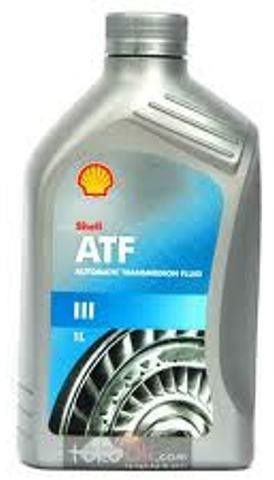 Shell
ATF
AUTOMATIC TRANSMISSION FLUID
III
1L